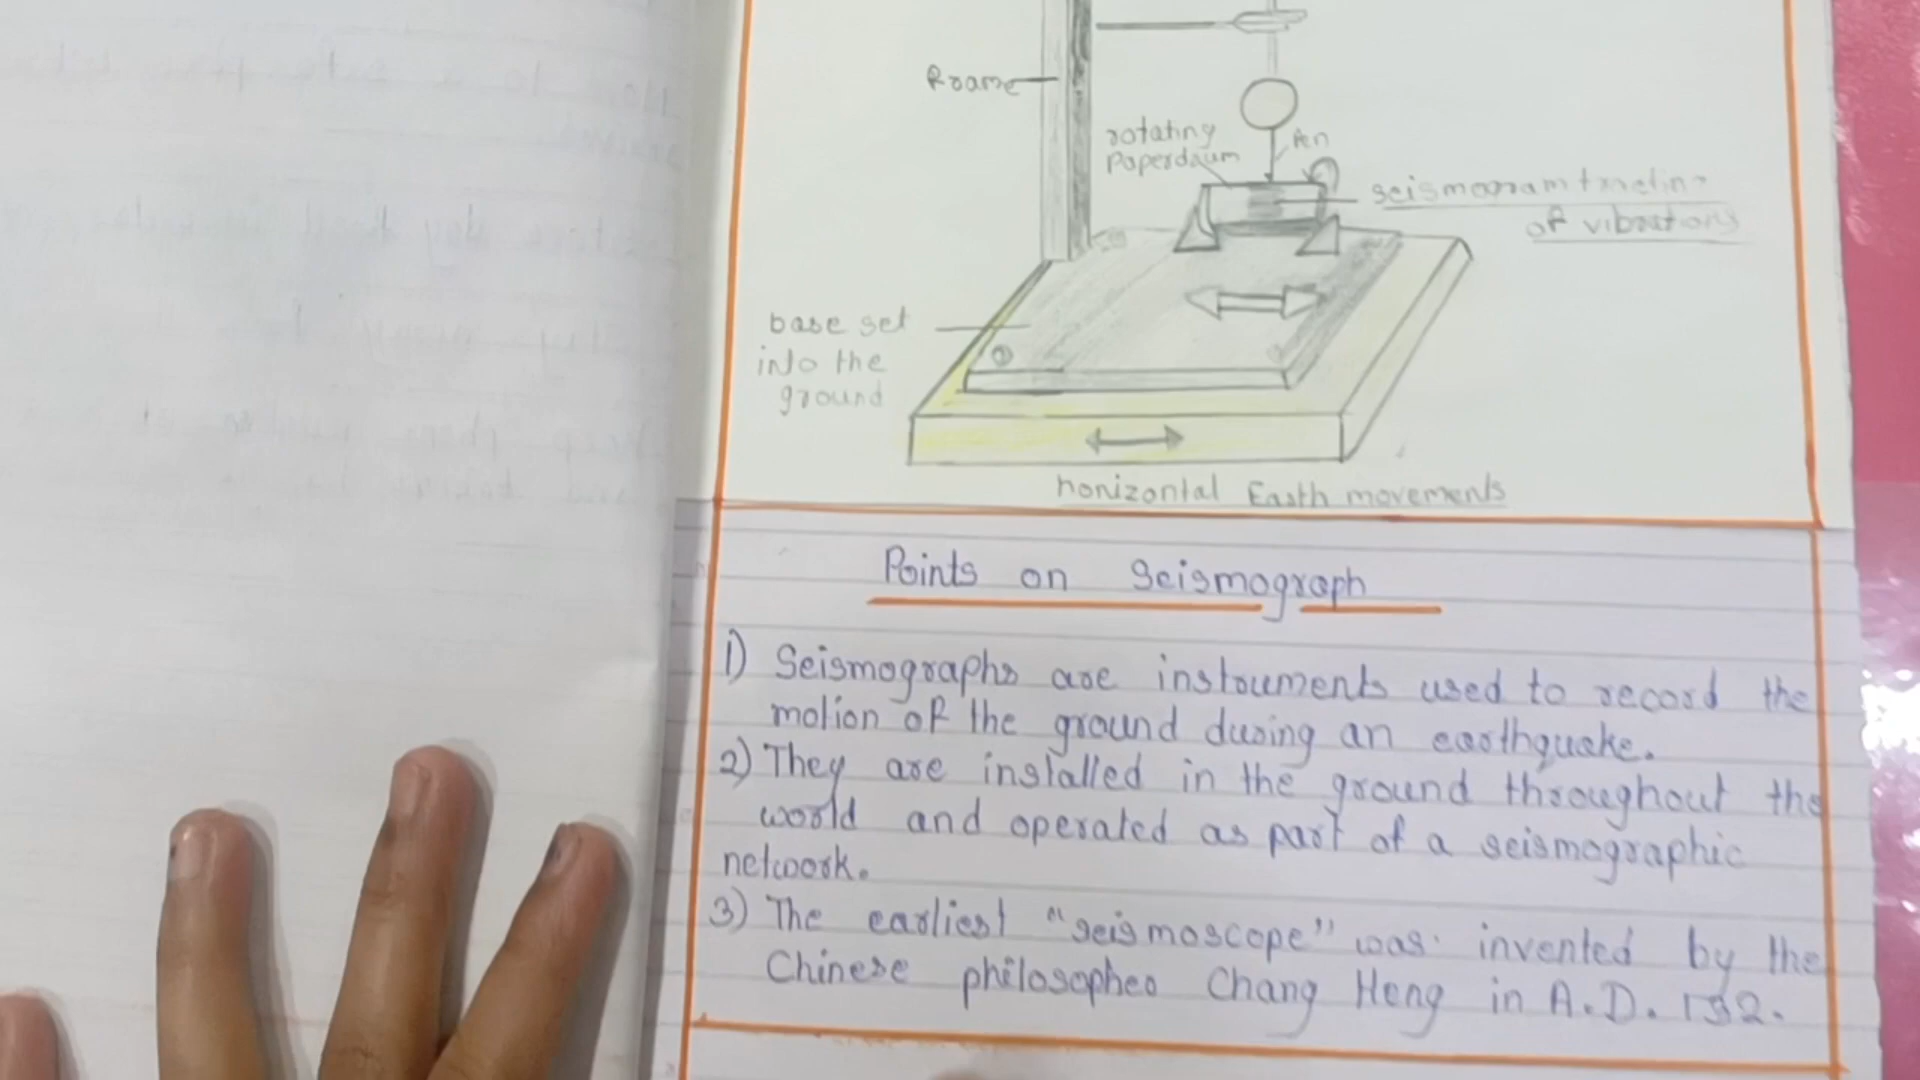 Frame
rotating
Paperdrum
Pen
seismogram tracing
of vibrations
base set
into the
ground
horizontal Earth movements
Points on Seismograph
1) Seismographs are instruments used to record the
motion of the ground during an earthquake.
2) They are installed in the ground throughout the
world and operated as part of a seismographic
network.
3) The earliest "seismoscope" was invented by the
Chinese philosopher Chang Heng in A.D. 132.